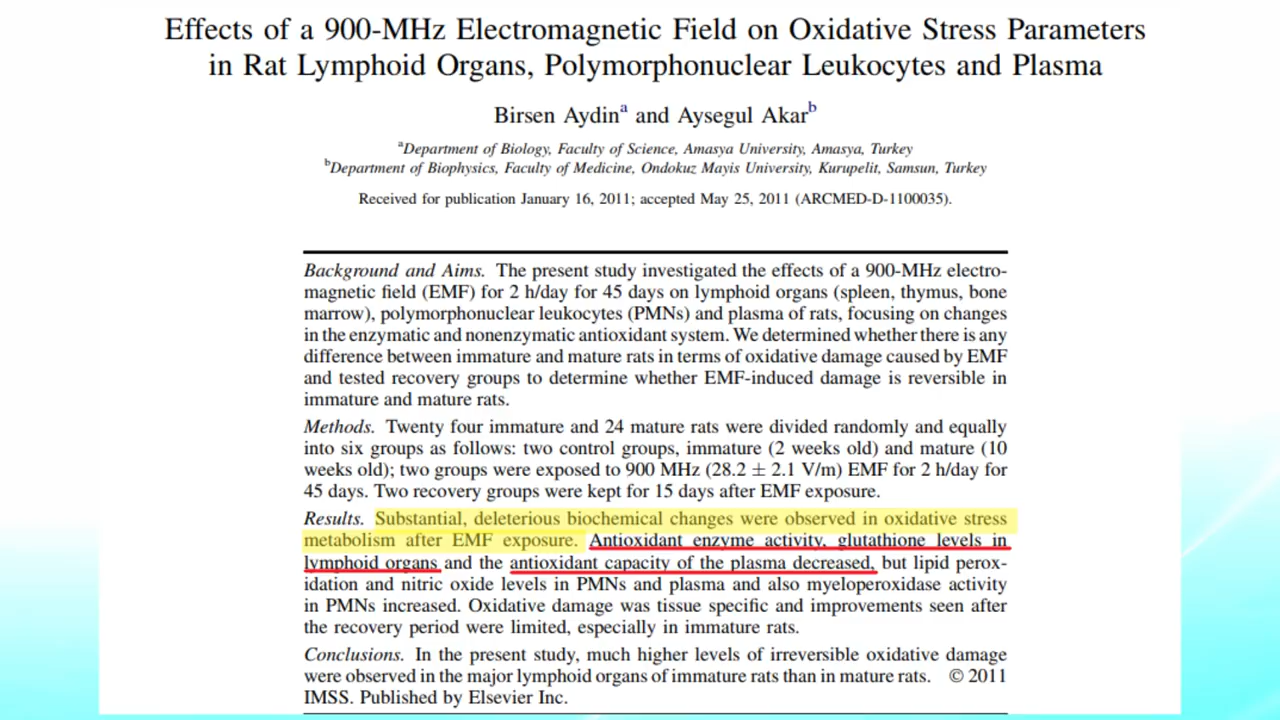 Effects of a 900-MHz Electromagnetic Field on Oxidative Stress Parameters
in Rat Lymphoid Organs, Polymorphonuclear Leukocytes and Plasma
Birsen Aydinᵃ and Aysegul Akarᵇ
ᵃDepartment of Biology, Faculty of Science, Amasya University, Amasya, Turkey
ᵇDepartment of Biophysics, Faculty of Medicine, Ondokuz Mayis University, Kurupelit, Samsun, Turkey
Received for publication January 16, 2011; accepted May 25, 2011 (ARCMED-D-1100035).
Background and Aims. The present study investigated the effects of a 900-MHz electro-
magnetic field (EMF) for 2 h/day for 45 days on lymphoid organs (spleen, thymus, bone
marrow), polymorphonuclear leukocytes (PMNs) and plasma of rats, focusing on changes
in the enzymatic and nonenzymatic antioxidant system. We determined whether there is any
difference between immature and mature rats in terms of oxidative damage caused by EMF
and tested recovery groups to determine whether EMF-induced damage is reversible in
immature and mature rats.
Methods. Twenty four immature and 24 mature rats were divided randomly and equally
into six groups as follows: two control groups, immature (2 weeks old) and mature (10
weeks old); two groups were exposed to 900 MHz (28.2 ± 2.1 V/m) EMF for 2 h/day for
45 days. Two recovery groups were kept for 15 days after EMF exposure.
Results. Substantial, deleterious biochemical changes were observed in oxidative stress
metabolism after EMF exposure. Antioxidant enzyme activity, glutathione levels in
lymphoid organs and the antioxidant capacity of the plasma decreased, but lipid perox-
idation and nitric oxide levels in PMNs and plasma and also myeloperoxidase activity
in PMNs increased. Oxidative damage was tissue specific and improvements seen after
the recovery period were limited, especially in immature rats.
Conclusions. In the present study, much higher levels of irreversible oxidative damage
were observed in the major lymphoid organs of immature rats than in mature rats. © 2011
IMSS. Published by Elsevier Inc.